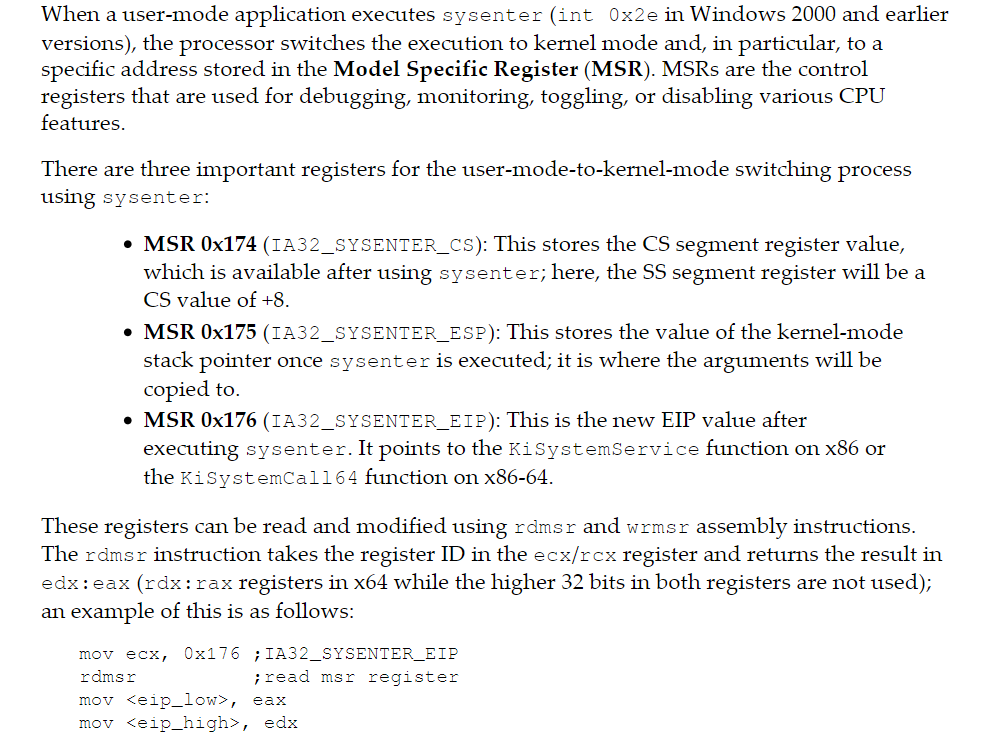 When a user-mode application executes sysenter (int 0x2e in Windows 2000 and earlier
versions), the processor switches the execution to kernel mode and, in particular, to a
specific address stored in the Model Specific Register (MSR). MSRs are the control
registers that are used for debugging, monitoring, toggling, or disabling various CPU
features.
There are three important registers for the user-mode-to-kernel-mode switching process
using sysenter:
• MSR 0x174 (IA32_SYSENTER_CS): This stores the CS segment register value,
which is available after using sysenter; here, the SS segment register will be a
CS value of +8.
• MSR 0x175 (IA32_SYSENTER_ESP): This stores the value of the kernel-mode
stack pointer once sysenter is executed; it is where the arguments will be
copied to.
• MSR 0x176 (IA32_SYSENTER_EIP): This is the new EIP value after
executing sysenter. It points to the KiSystemService function on x86 or
the KiSystemCall64 function on x86-64.
These registers can be read and modified using rdmsr and wrmsr assembly instructions.
The rdmsr instruction takes the register ID in the ecx/rcx register and returns the result in
edx:eax (rdx:rax registers in x64 while the higher 32 bits in both registers are not used);
an example of this is as follows:
mov ecx, 0x176 ;IA32_SYSENTER_EIP
rdmsr ;read msr register
mov <eip_low>, eax
mov <eip_high>, edx